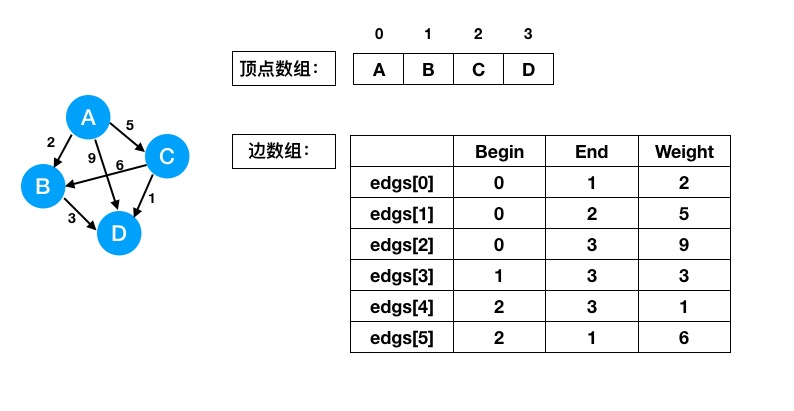 0 1 2 3
顶点数组： A B C D
A
5
2
边数组：
Begin End Weight
9
6
C
edgs[0] 0 1 2
B
1
edgs[1] 0 2 5
3
D
edgs[2] 0 3 9
edgs[3] 1 3 3
edgs[4] 2 3 1
edgs[5] 2 1 6